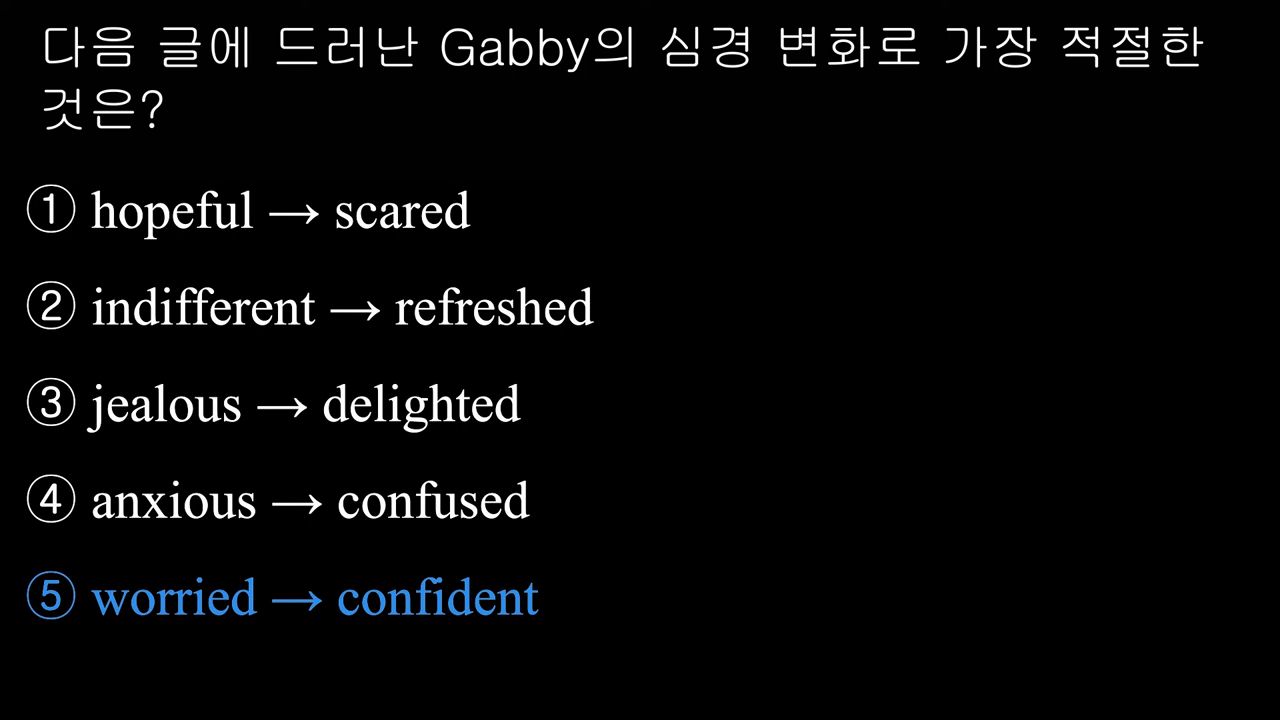 다음 글에 드러난 Gabby의 심경 변화로 가장 적절한
것은?
① hopeful → scared
② indifferent → refreshed
③ jealous → delighted
④ anxious → confused
⑤ worried → confident